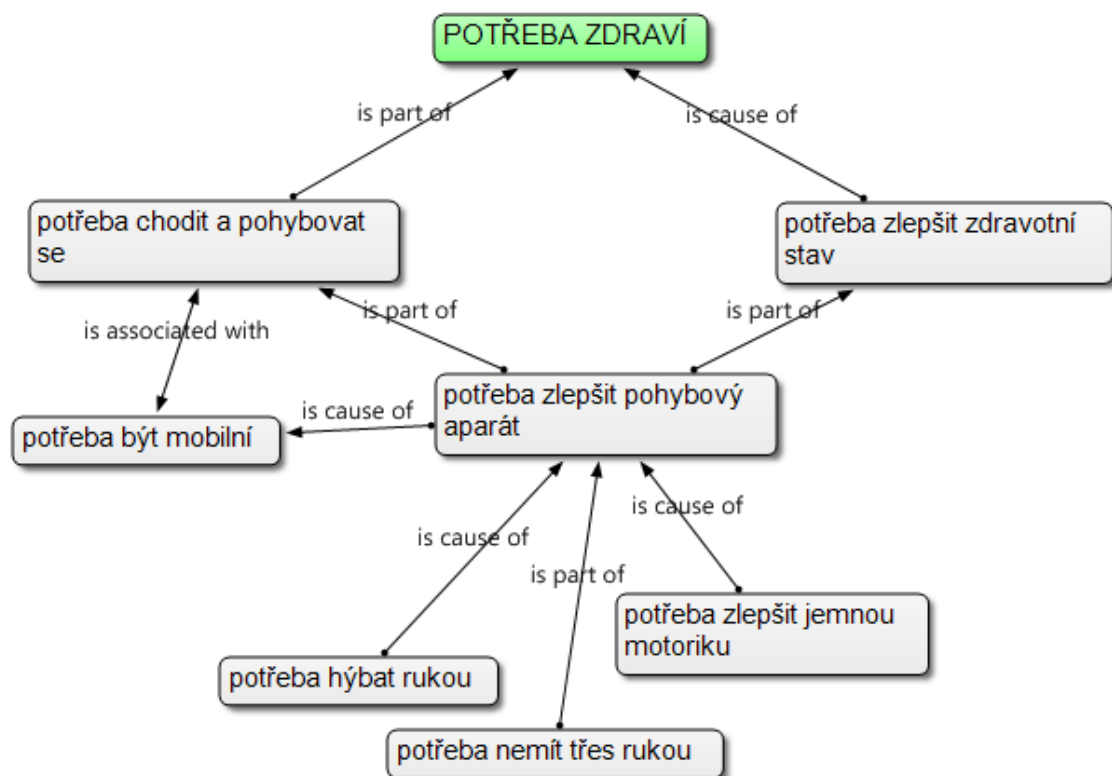 POTŘEBA ZDRAVÍ
is part of
is cause of
potřeba chodit a pohybovat
se
potřeba zlepšit zdravotní
stav
is associated with
is part of
is part of
potřeba zlepšit pohybový
aparát
is cause of
potřeba být mobilní
is cause of
is cause of
is part of
potřeba zlepšit jemnou
motoriku
potřeba hýbat rukou
potřeba nemít třes rukou